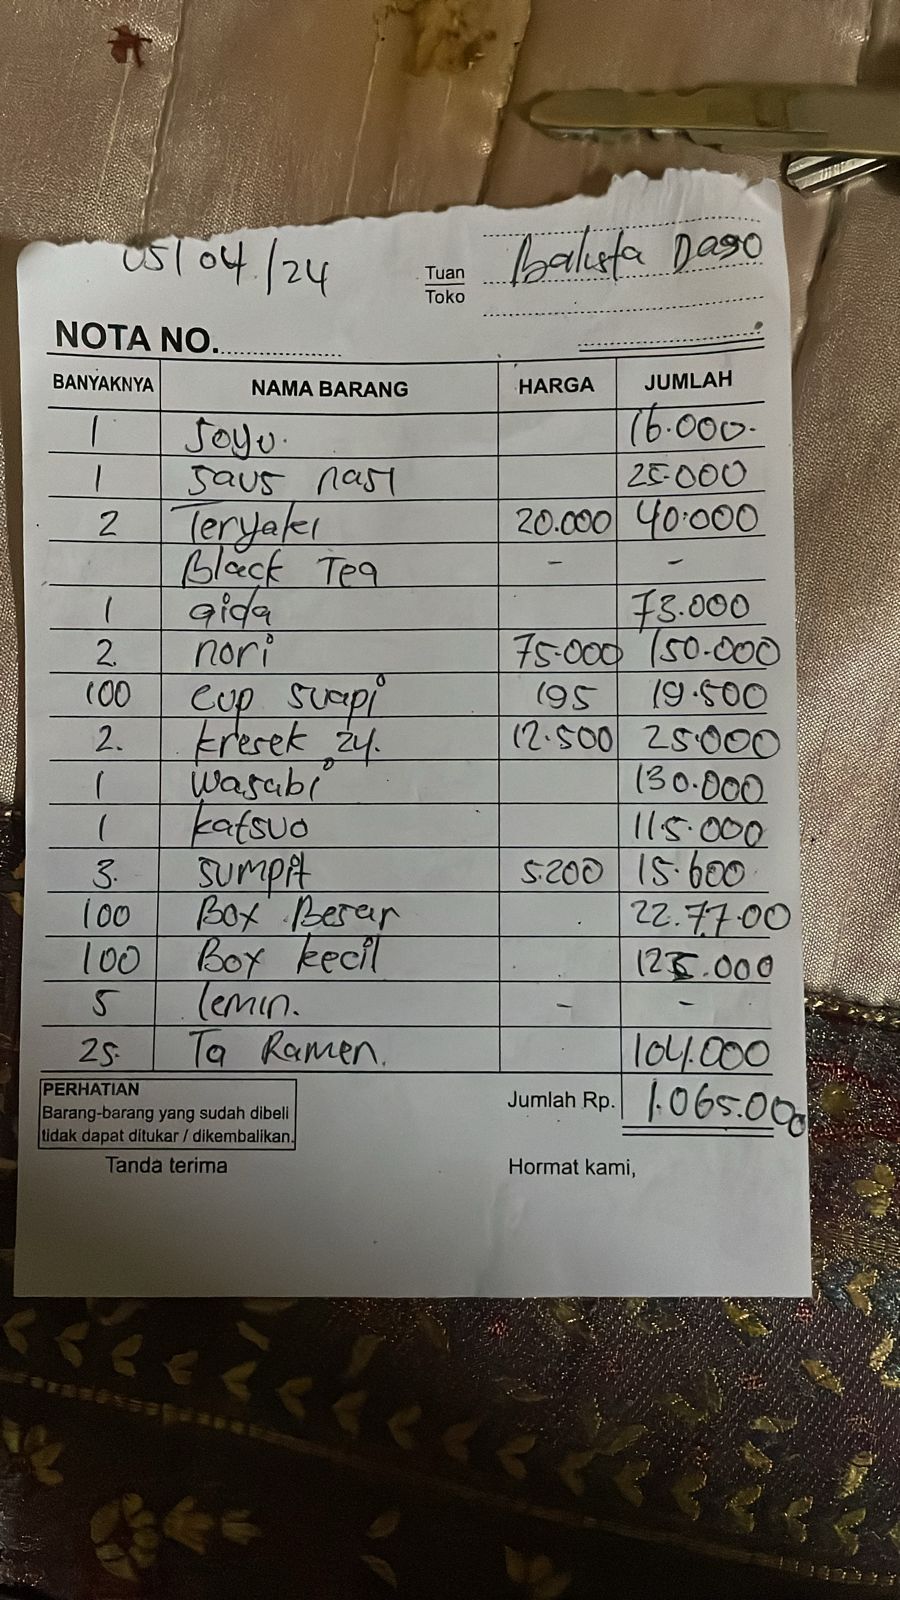 05/04/24
Tuan
Toko
Balista Dago
NOTA NO.
BANYAKNYA NAMA BARANG HARGA JUMLAH
1 Soyu. 16.000.-
1 Saus nasi 25.000
2 Teryaki 20.000 40.000
Black Tea - -
1 aida 73.000
2. nori 75.000 150.000
100 cup suapi 195 19.500
2. kresek 24. 12.500 25.000
1 wasabi 130.000
1 katsuo 115.000
3. sumpit 5.200 15.600
100 Box Besar 22.77.00
100 Box kecil 125.000
5 lemin. - -
25. Ta Ramen. 104.000
PERHATIAN
Barang-barang yang sudah dibeli
tidak dapat ditukar / dikembalikan.
Jumlah Rp. 1.065.000
Tanda terima Hormat kami,